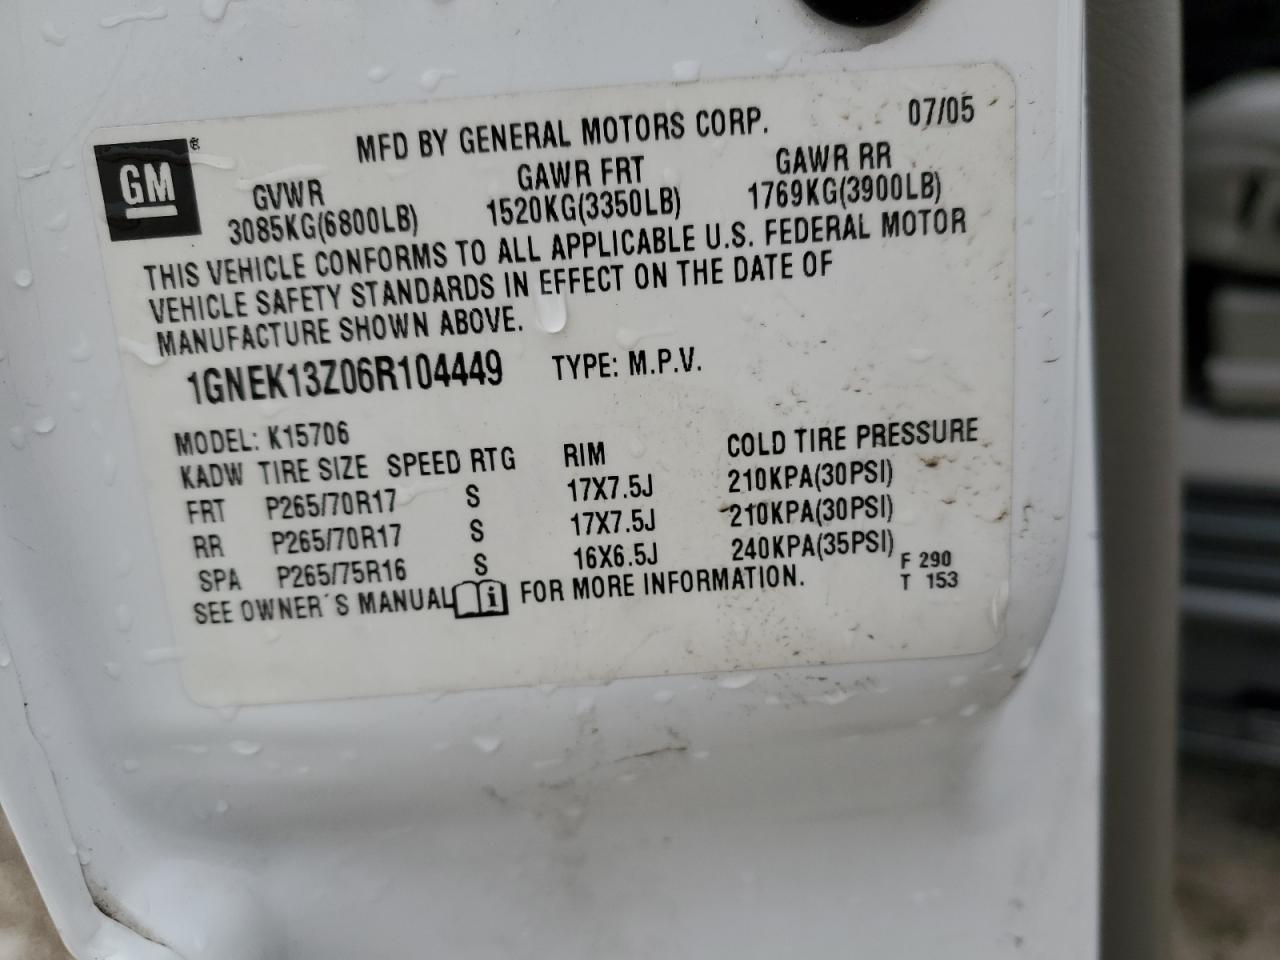 GM ®
MFD BY GENERAL MOTORS CORP. 07/05
GVWR GAWR FRT GAWR RR
3085KG(6800LB) 1520KG(3350LB) 1769KG(3900LB)
THIS VEHICLE CONFORMS TO ALL APPLICABLE U.S. FEDERAL MOTOR
VEHICLE SAFETY STANDARDS IN EFFECT ON THE DATE OF
MANUFACTURE SHOWN ABOVE.
1GNEK13Z06R104449 TYPE: M.P.V.
MODEL: K15706
KADW TIRE SIZE SPEED RTG RIM COLD TIRE PRESSURE
FRT P265/70R17 S 17X7.5J 210KPA(30PSI)
RR P265/70R17 S 17X7.5J 210KPA(30PSI)
SPA P265/75R16 S 16X6.5J 240KPA(35PSI)
SEE OWNER'S MANUAL i FOR MORE INFORMATION.
F 290
T 153